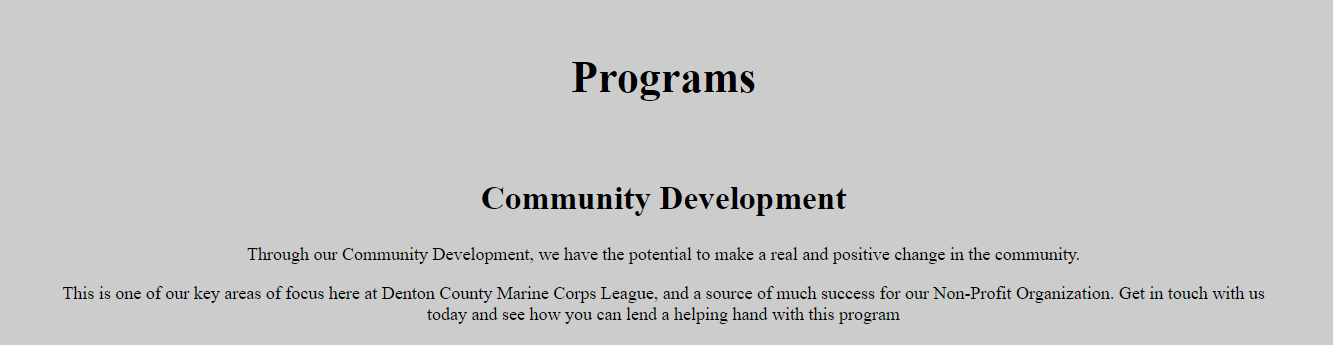 Programs
Community Development
Through our Community Development, we have the potential to make a real and positive change in the community.
This is one of our key areas of focus here at Denton County Marine Corps League, and a source of much success for our Non-Profit Organization. Get in touch with us
today and see how you can lend a helping hand with this program